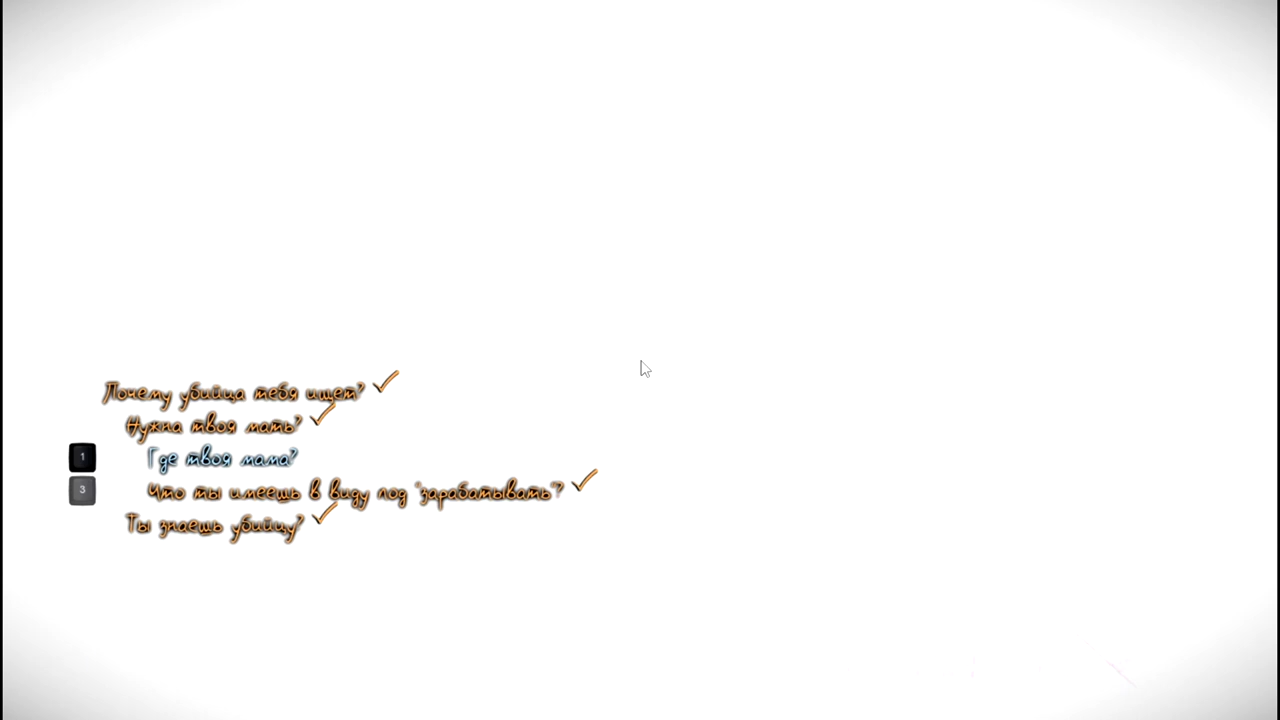 Почему убийца тебя ищет?
Нужна твоя мать?
1 Где твоя мама?
3 Что ты имеешь в виду под "зарабатывать"?
Ты знаешь убийцу?